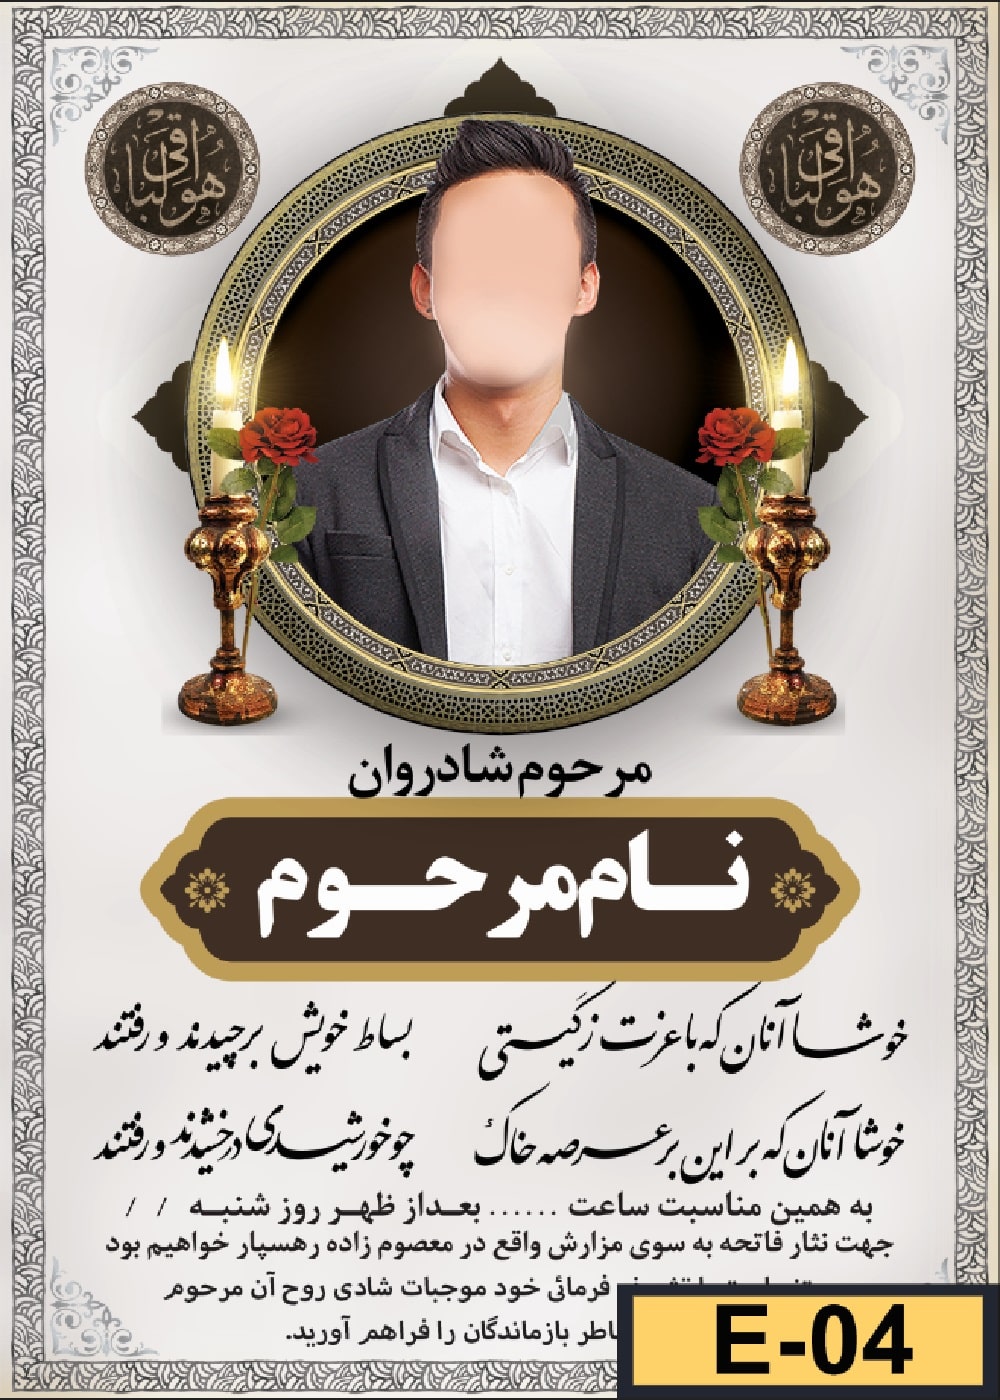 هو الباقی
هو الباقی
مرحوم شادروان
نام مرحوم
خوشا آنان که با عزت ز گیتی بساط خویش برچیدند و رفتند
خوشا آنان که بر این عرصه خاک چو خورشیدی درخشیدند و رفتند
به همین مناسبت ساعت ...... بعداز ظهر روز شنبه / /
جهت نثار فاتحه به سوی مزارش واقع در معصوم زاده رهسپار خواهیم بود
فرمائی خود موجبات شادی روح آن مرحوم
بازماندگان را فراهم آورید.
E-04